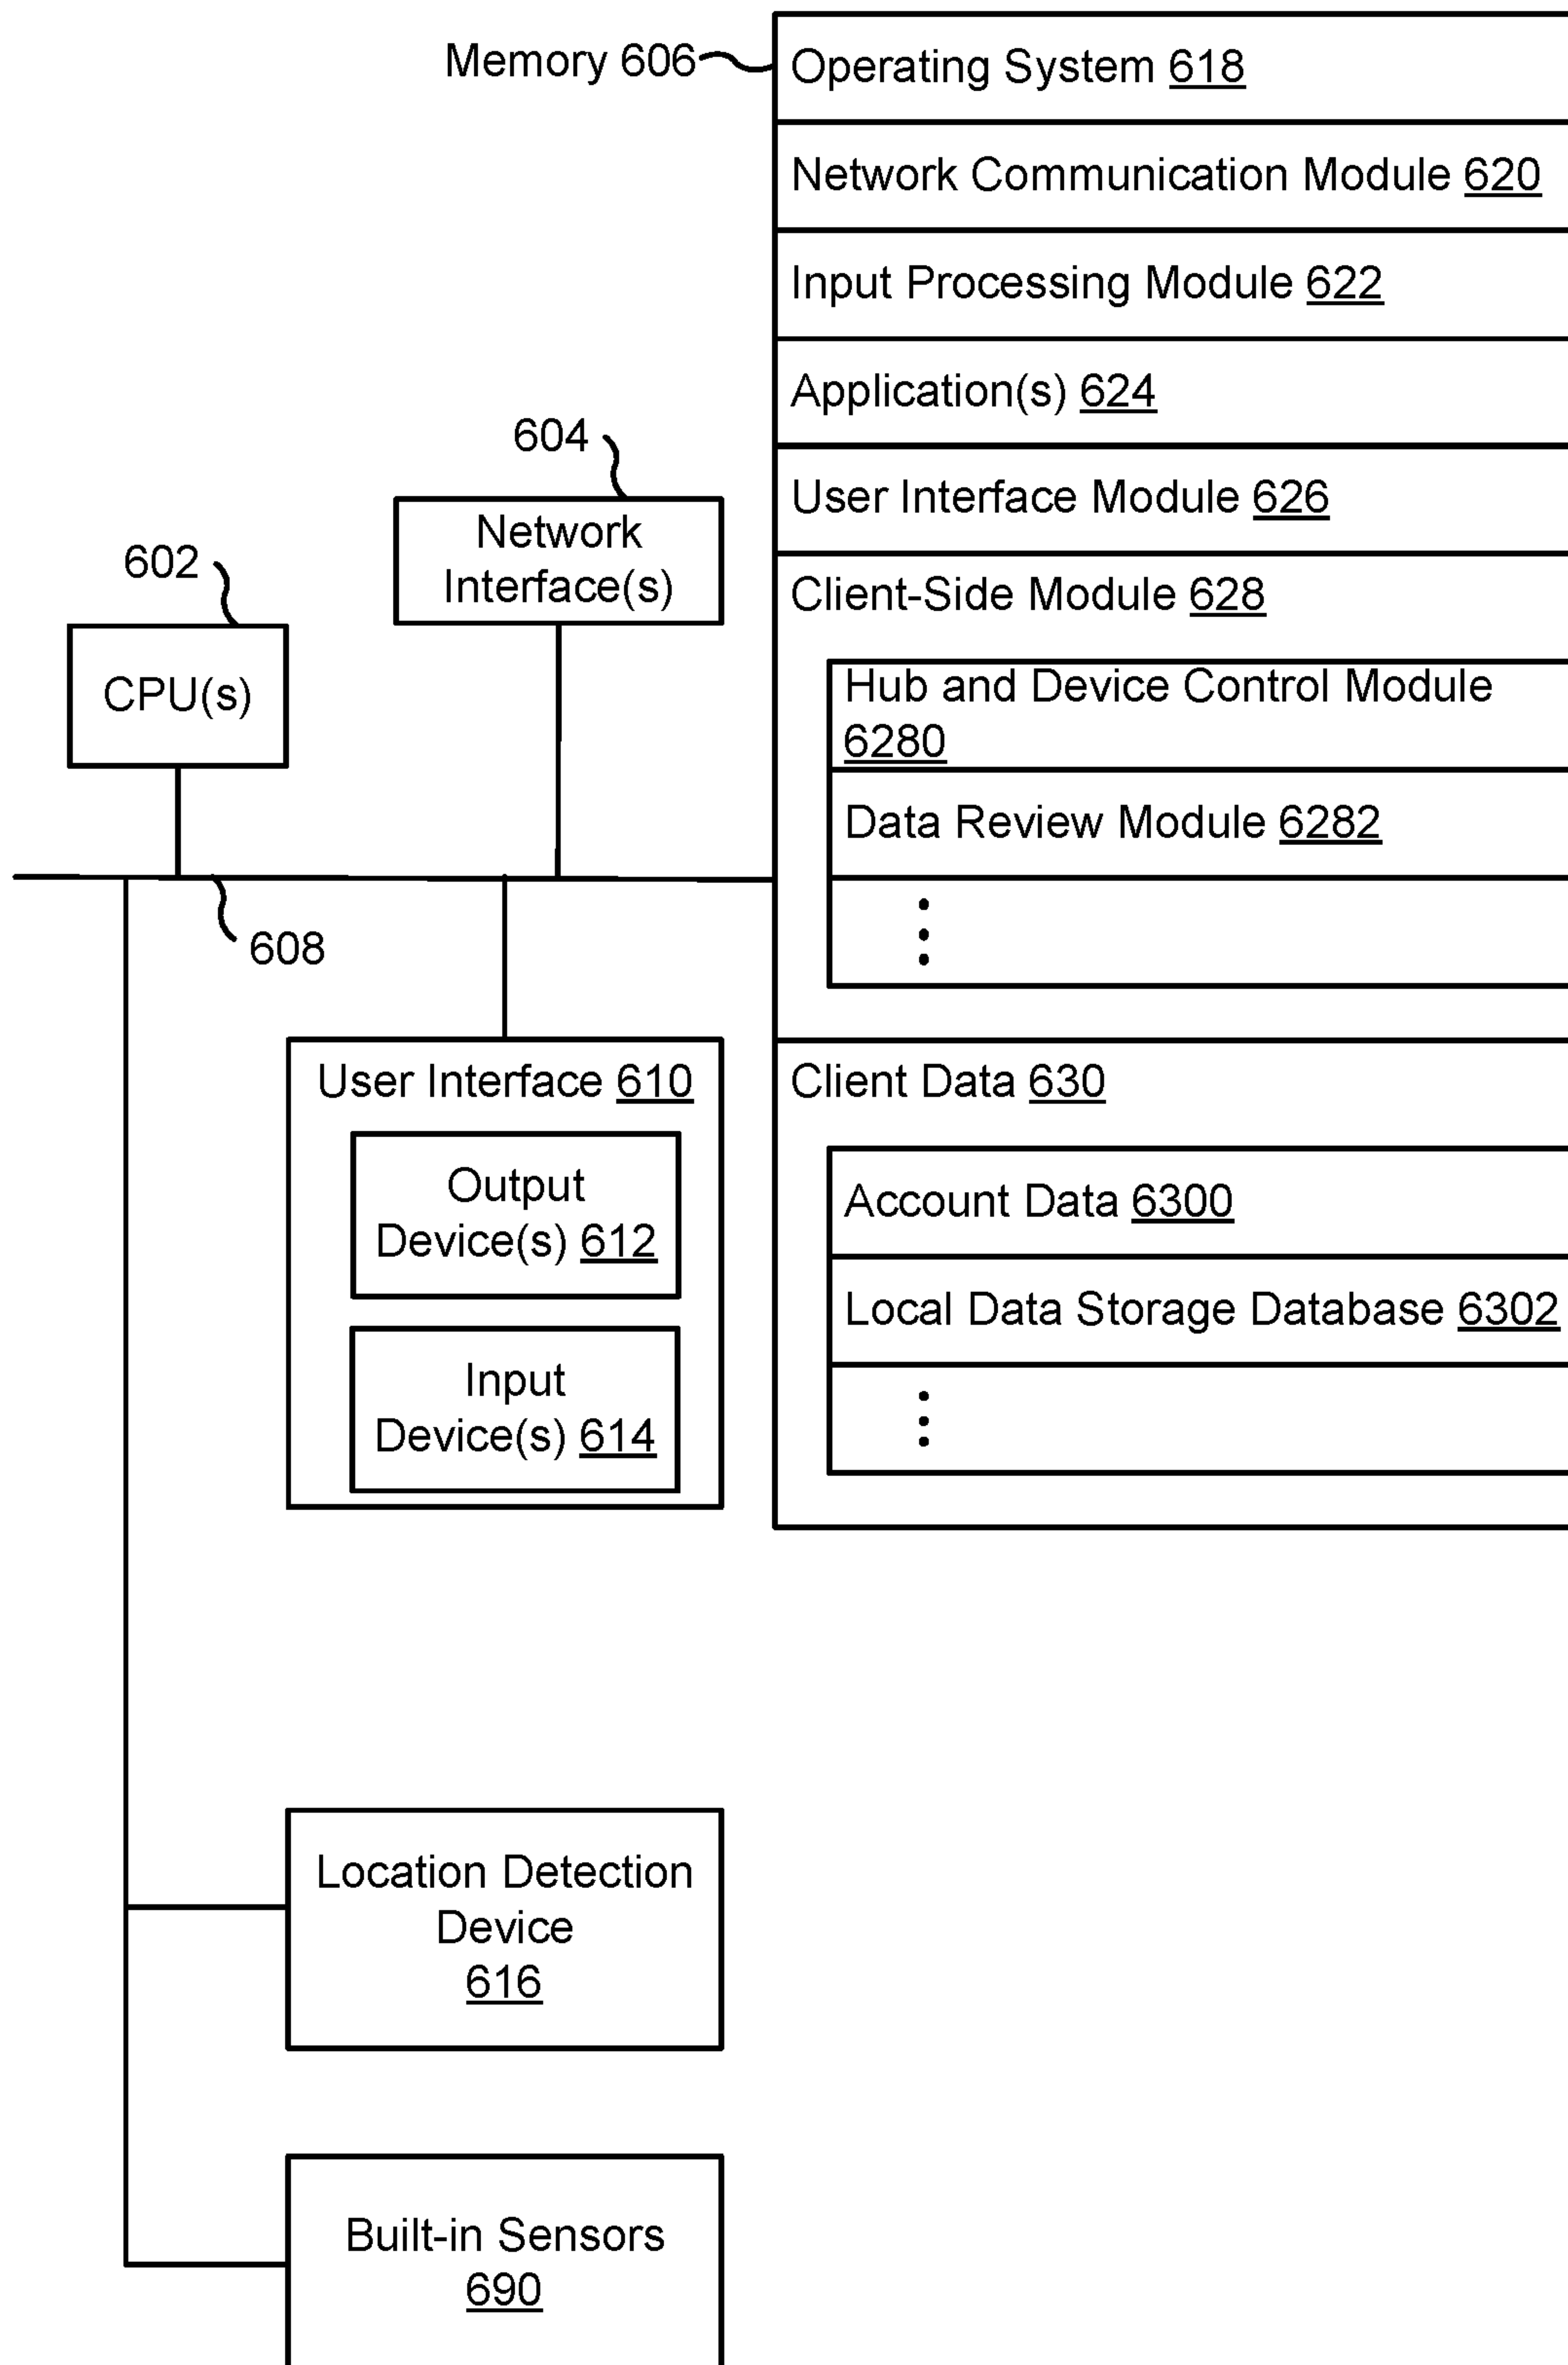 Memory 606
Operating System 618
Network Communication Module 620
Input Processing Module 622
Application(s) 624
User Interface Module 626
Client-Side Module 628
Hub and Device Control Module
6280
Data Review Module 6282
Client Data 630
Account Data 6300
Local Data Storage Database 6302
604
Network
Interface(s)
602
CPU(s)
608
User Interface 610
Output
Device(s) 612
Input
Device(s) 614
Location Detection
Device
616
Built-in Sensors
690